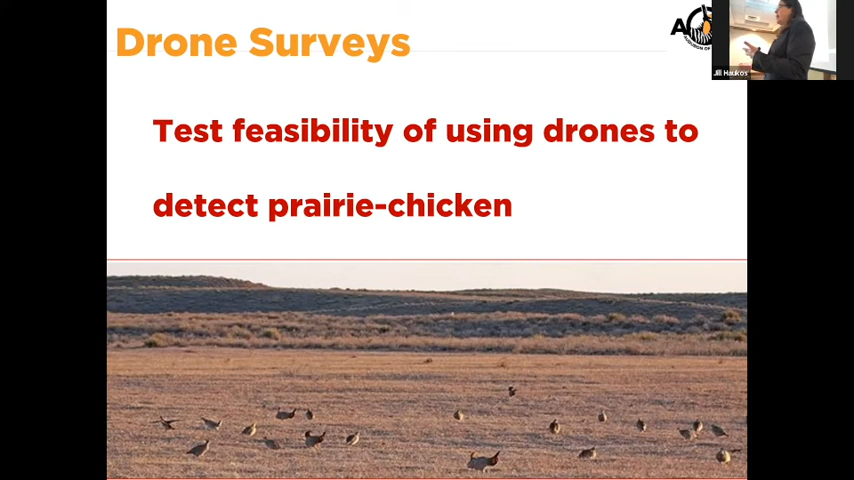 Drone Surveys
Jill Haukos
Test feasibility of using drones to
detect prairie-chicken